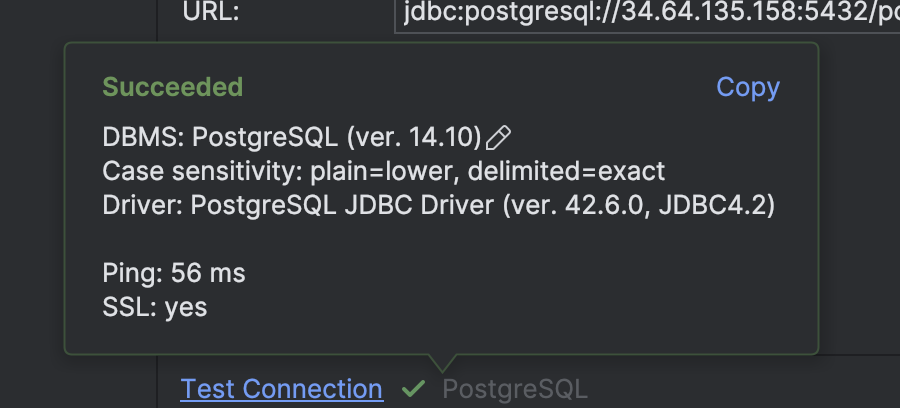 URL:
jdbc:postgresql://34.64.135.158:5432/po
Succeeded
Copy
DBMS: PostgreSQL (ver. 14.10)
Case sensitivity: plain=lower, delimited=exact
Driver: PostgreSQL JDBC Driver (ver. 42.6.0, JDBC4.2)
Ping: 56 ms
SSL: yes
Test Connection
PostgreSQL